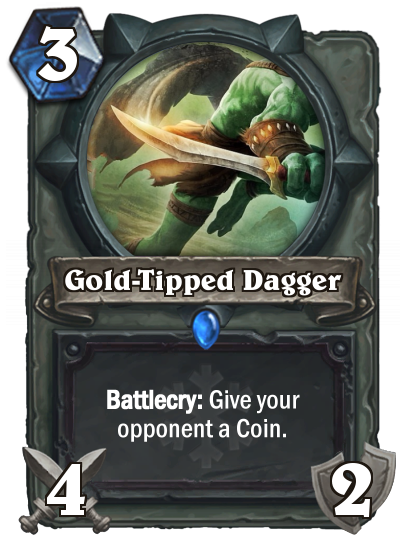 3
Gold-Tipped Dagger
Battlecry: Give your
opponent a Coin.
4
2